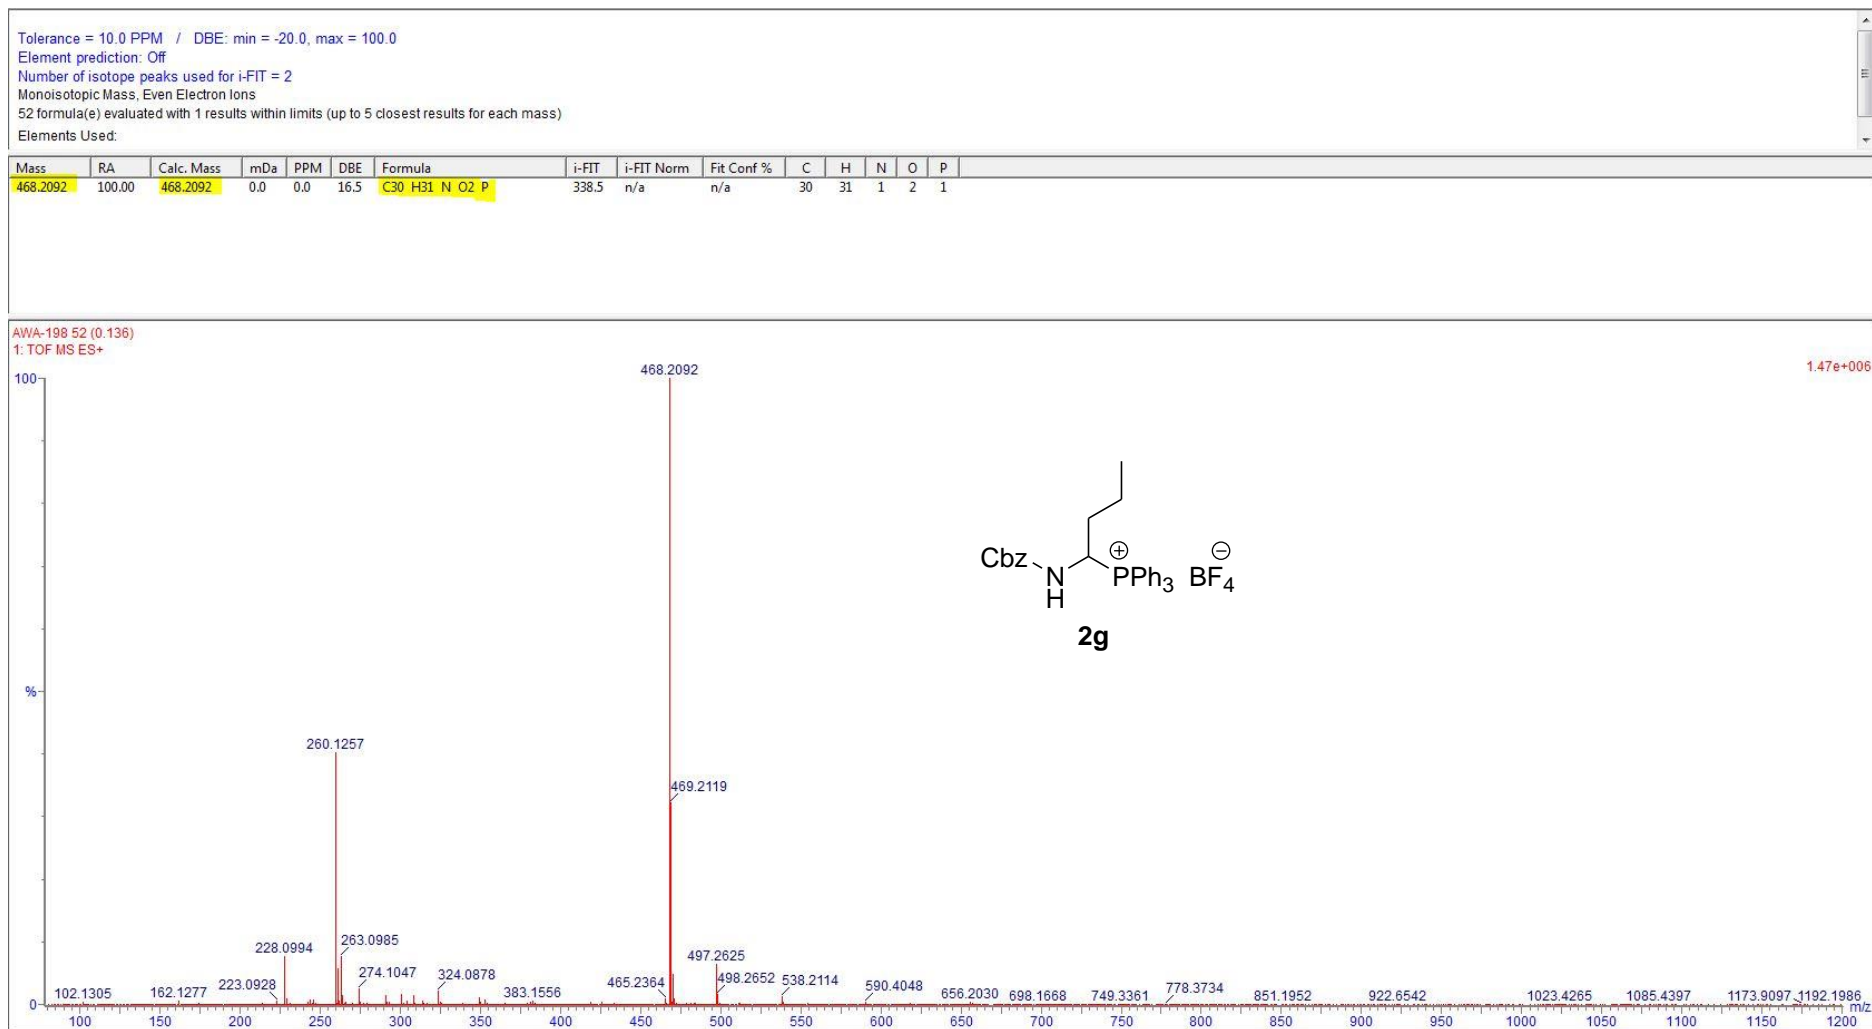 Tolerance = 10.0 PPM / DBE: min = -20.0, max = 100.0
Element prediction: Off
Number of isotope peaks used for i-FIT = 2
Monoisotopic Mass, Even Electron Ions
52 formula(e) evaluated with 1 results within limits (up to 5 closest results for each mass)
Elements Used:
Mass RA Calc. Mass mDa PPM DBE Formula i-FIT i-FIT Norm Fit Conf % C H N O P
468.2092 100.00 468.2092 0.0 0.0 16.5 C30 H31 N O2 P 338.5 n/a n/a 30 31 1 2 1
AWA-198 52 (0.136)
1: TOF MS ES+
1.47e+006
100
%
0
468.2092
469.2119
260.1257
228.0994
263.0985
274.1047
223.0928
324.0878
102.1305
162.1277
383.1556
465.2364
497.2625
498.2652
538.2114
590.4048
656.2030
698.1668
749.3361
778.3734
851.1952
922.6542
1023.4265
1085.4397
1173.9097
1192.1986
Cbz
N
H
⊕
PPh3
⊖
BF4
2g
100 150 200 250 300 350 400 450 500 550 600 650 700 750 800 850 900 950 1000 1050 1100 1150 1200
m/z